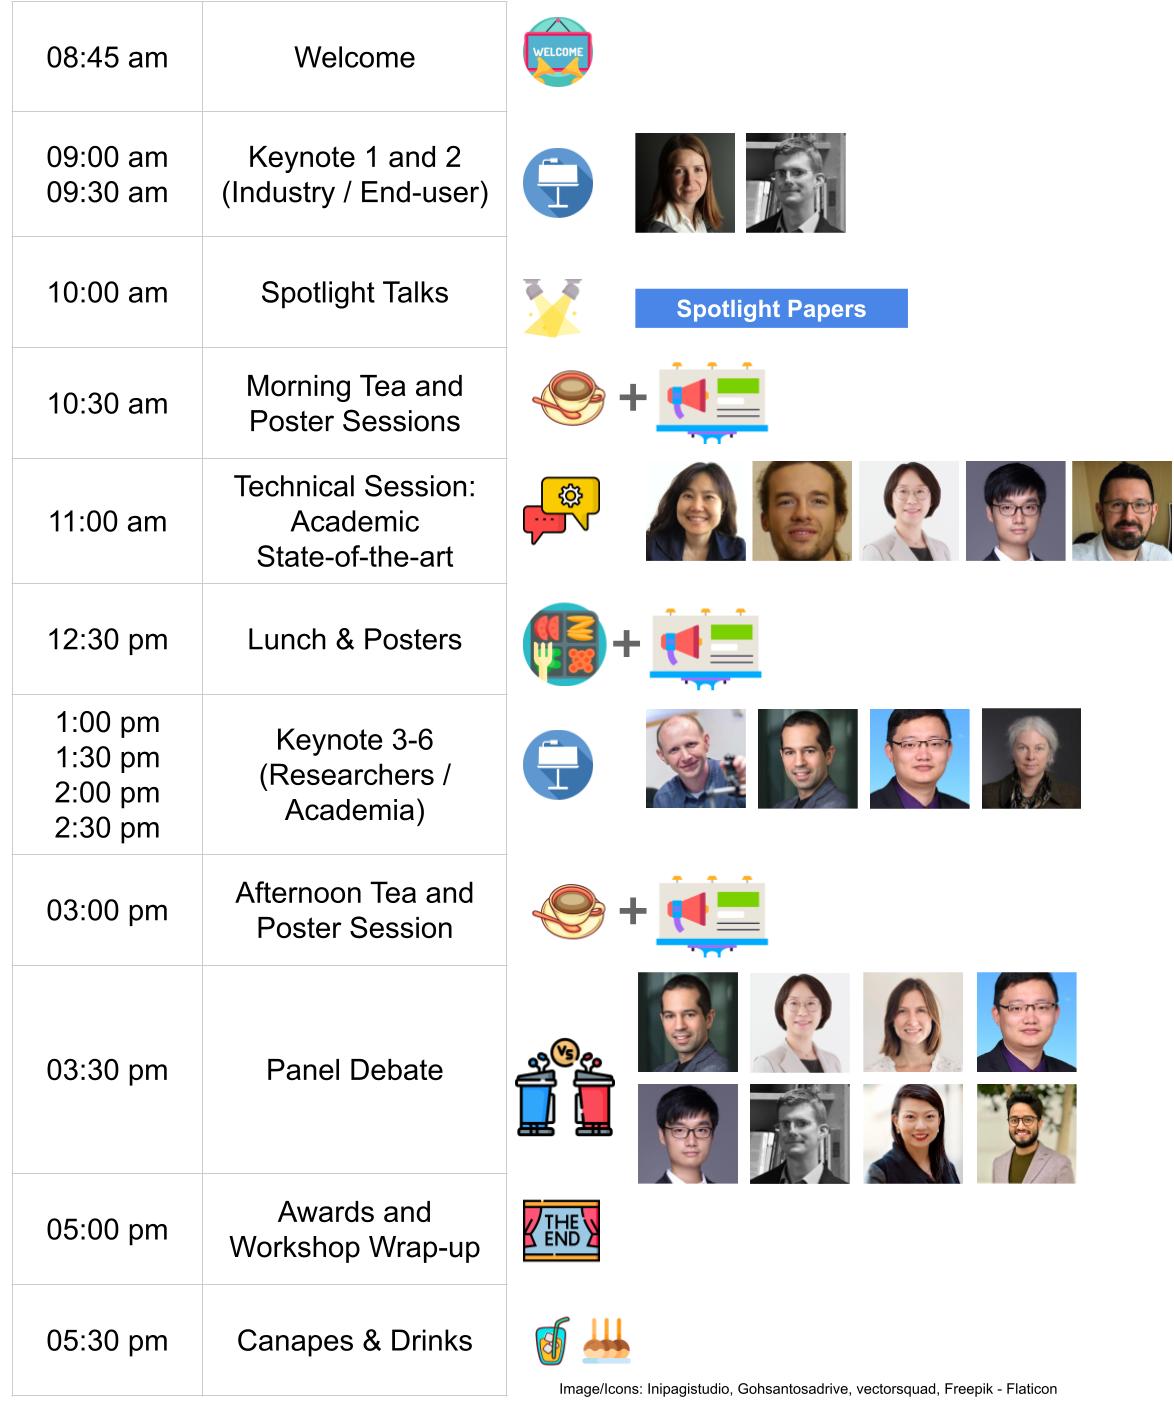 08:45 am
Welcome
WELCOME
09:00 am
09:30 am
Keynote 1 and 2
(Industry / End-user)
10:00 am
Spotlight Talks
Spotlight Papers
10:30 am
Morning Tea and
Poster Sessions
+
11:00 am
Technical Session:
Academic
State-of-the-art
12:30 pm
Lunch & Posters
+
1:00 pm
1:30 pm
2:00 pm
2:30 pm
Keynote 3-6
(Researchers /
Academia)
03:00 pm
Afternoon Tea and
Poster Session
+
03:30 pm
Panel Debate
VS
05:00 pm
Awards and
Workshop Wrap-up
THE
END
05:30 pm
Canapes & Drinks
Image/Icons: Inipagistudio, Gohsantosadrive, vectorsquad, Freepik - Flaticon